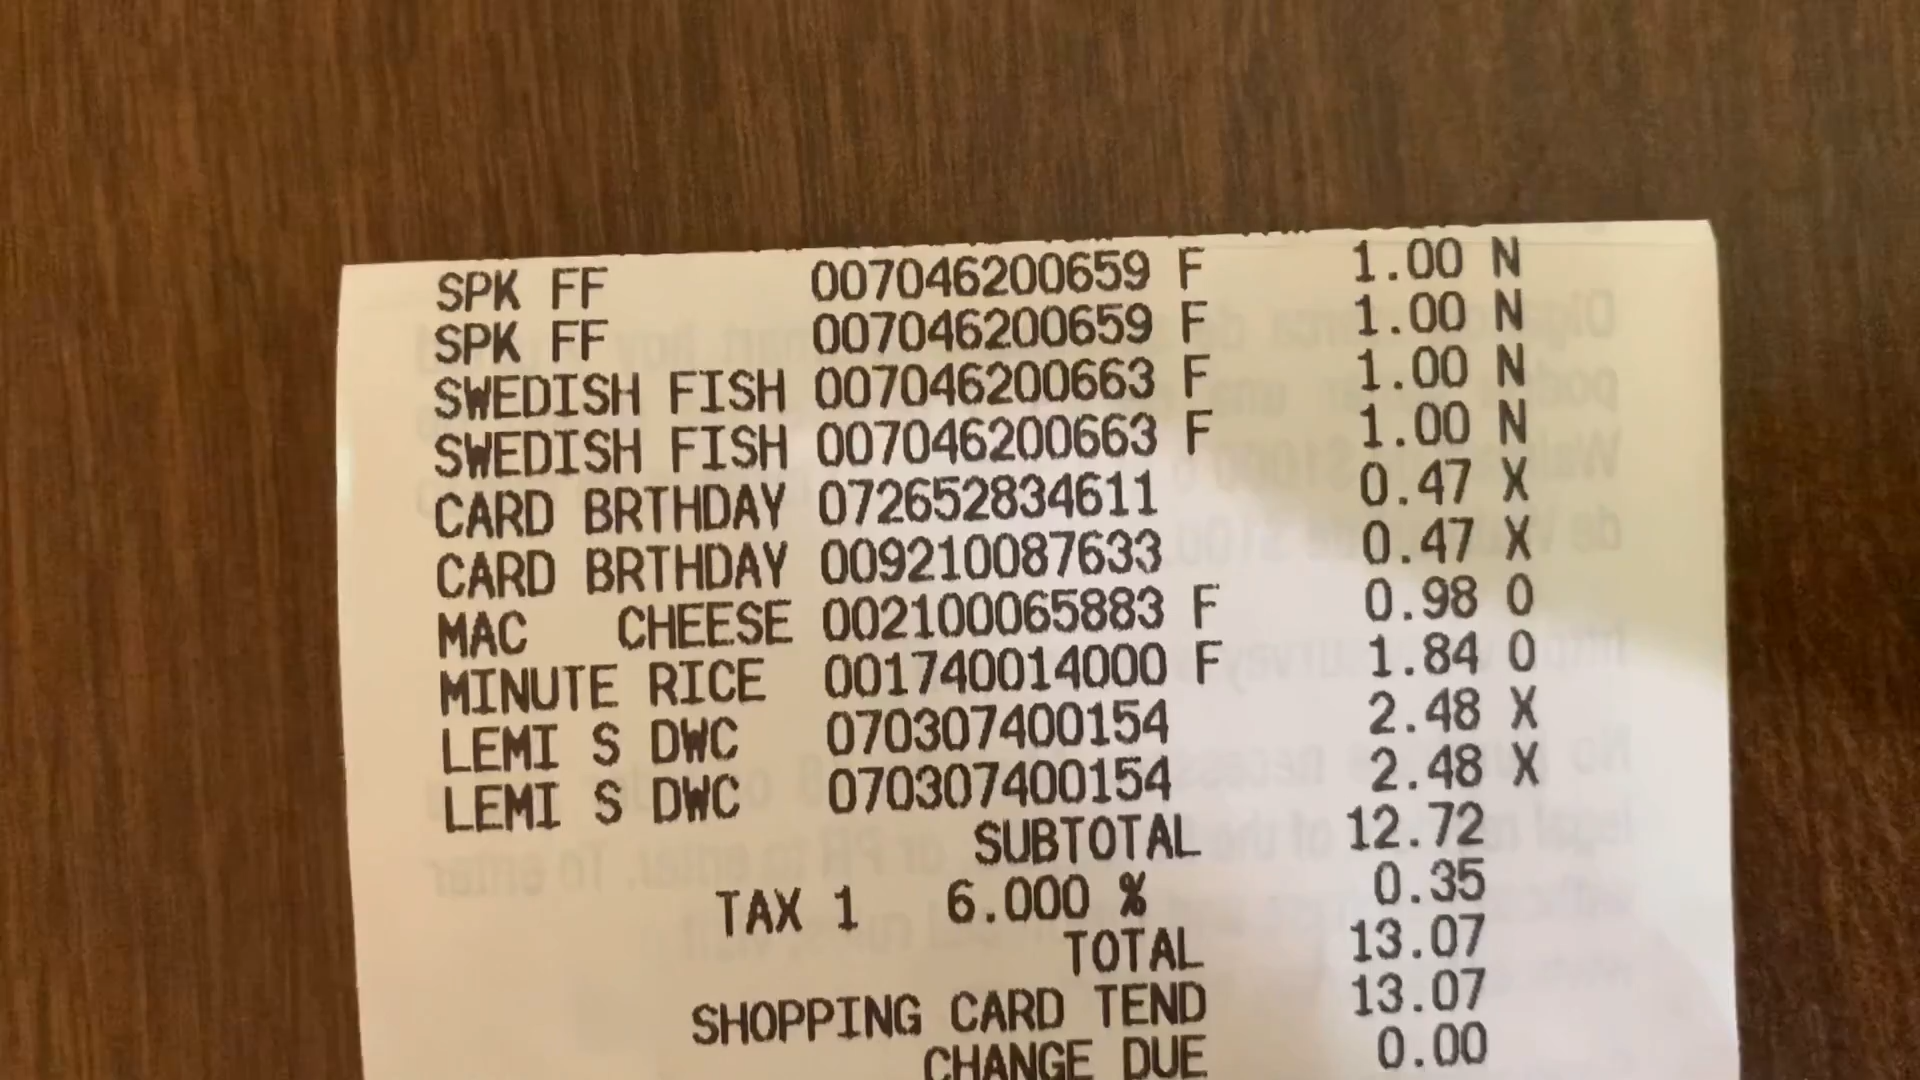 SPK FF 007046200659 F 1.00 N
SPK FF 007046200659 F 1.00 N
SWEDISH FISH 007046200663 F 1.00 N
SWEDISH FISH 007046200663 F 1.00 N
CARD BRTHDAY 072652834611 0.47 X
CARD BRTHDAY 009210087633 0.47 X
MAC CHEESE 002100065883 F 0.98 O
MINUTE RICE 001740014000 F 1.84 O
LEMI S DWC 070307400154 2.48 X
LEMI S DWC 070307400154 2.48 X
SUBTOTAL 12.72
TAX 1 6.000 % 0.35
TOTAL 13.07
SHOPPING CARD TEND 13.07
CHANGE DUE 0.00